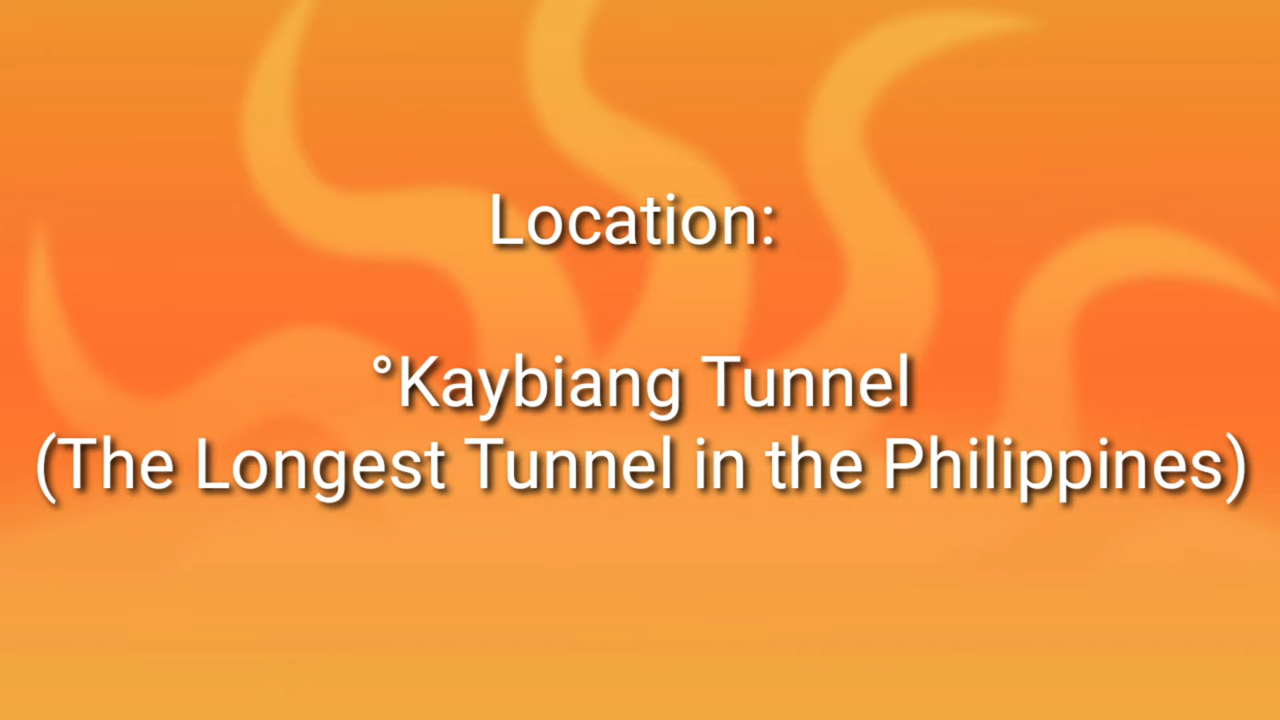 Location:
°Kaybiang Tunnel
(The Longest Tunnel in the Philippines)